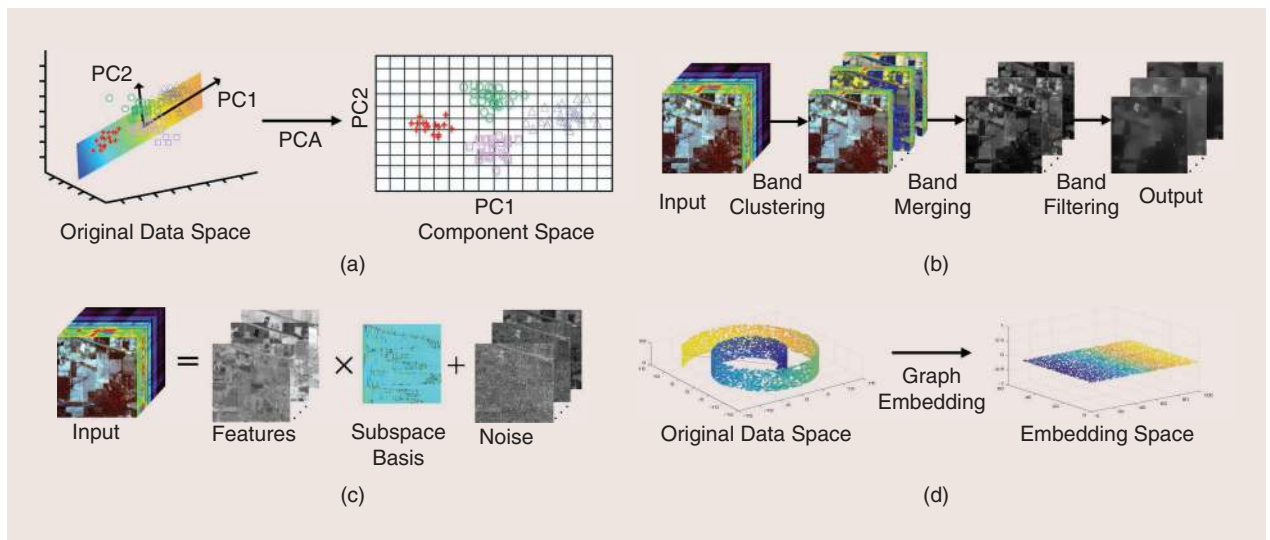 PC2
PC1
PCA
Original Data Space
PC2
PC1
Component Space
(a)
Input
Band
Clustering
Band
Merging
Band
Filtering
Output
(b)
=
×
+
Input
Features
Subspace
Basis
Noise
(c)
Original Data Space
Graph
Embedding
Embedding Space
(d)